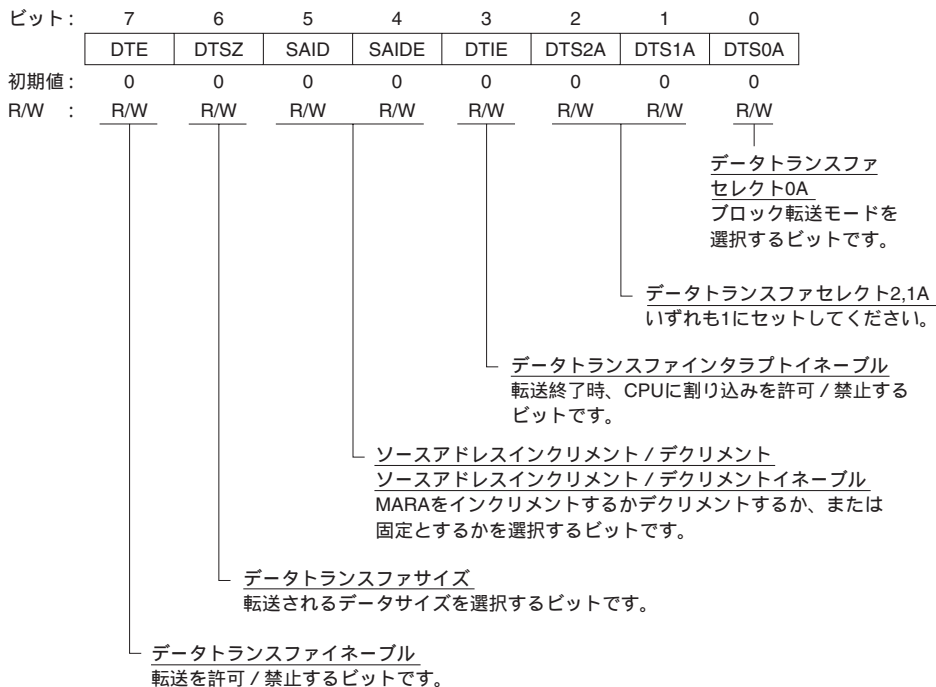 ビット： 7 6 5 4 3 2 1 0
DTE DTSZ SAID SAIDE DTIE DTS2A DTS1A DTS0A
初期値： 0 0 0 0 0 0 0 0
R/W ： R/W R/W R/W R/W R/W R/W R/W R/W
データトランスファ
セレクト0A
ブロック転送モードを
選択するビットです。
データトランスファセレクト2,1A
いずれも1にセットしてください。
データトランスファインタラプトイネーブル
転送終了時、CPUに割り込みを許可 / 禁止する
ビットです。
ソースアドレスインクリメント / デクリメント
ソースアドレスインクリメント / デクリメントイネーブル
MARAをインクリメントするかデクリメントするか、または
固定とするかを選択するビットです。
データトランスファサイズ
転送されるデータサイズを選択するビットです。
データトランスファイネーブル
転送を許可 / 禁止するビットです。